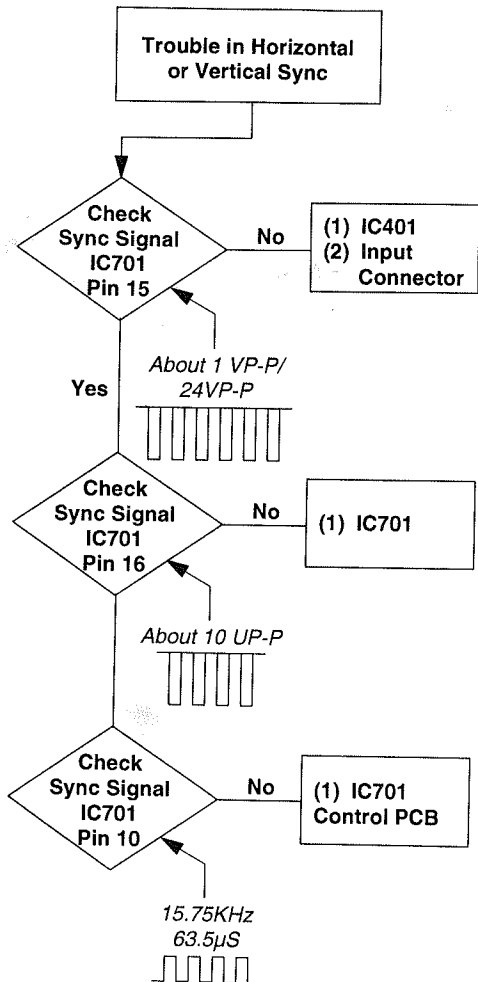 Trouble in Horizontal
or Vertical Sync
Check
Sync Signal
IC701
Pin 15
No
(1) IC401
(2) Input
Connector
About 1 VP-P/
24VP-P
Yes
Check
Sync Signal
IC701
Pin 16
No
(1) IC701
About 10 UP-P
Check
Sync Signal
IC701
Pin 10
No
(1) IC701
Control PCB
15.75KHz
63.5µS